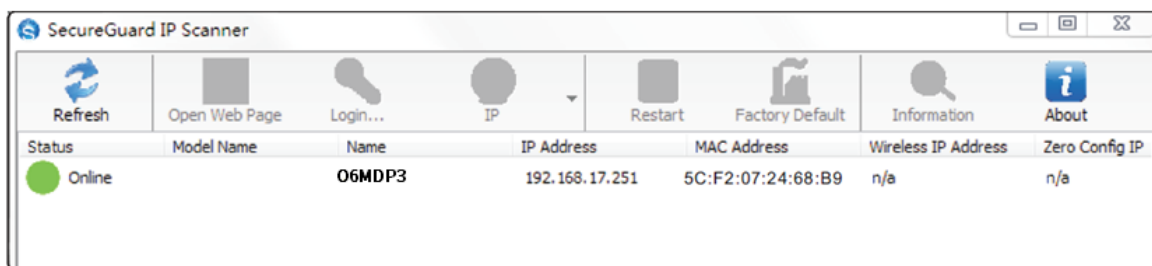 SecureGuard IP Scanner
Refresh Open Web Page Login... IP Restart Factory Default Information About
Status Model Name Name IP Address MAC Address Wireless IP Address Zero Config IP
Online O6MDP3 192.168.17.251 5C:F2:07:24:68:B9 n/a n/a